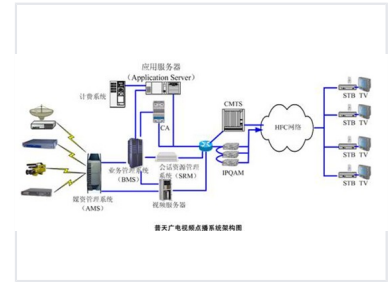 应用服务器
(Application Server)
计费系统
CA
CMTS
HFC网络
STB TV
STB TV
STB TV
STB TV
业务管理系统
(BMS)
会话资源管理
(SRM)
IPQAM
视频服务器
媒资管理系统
(AMS)
普天广电视频点播系统架构图